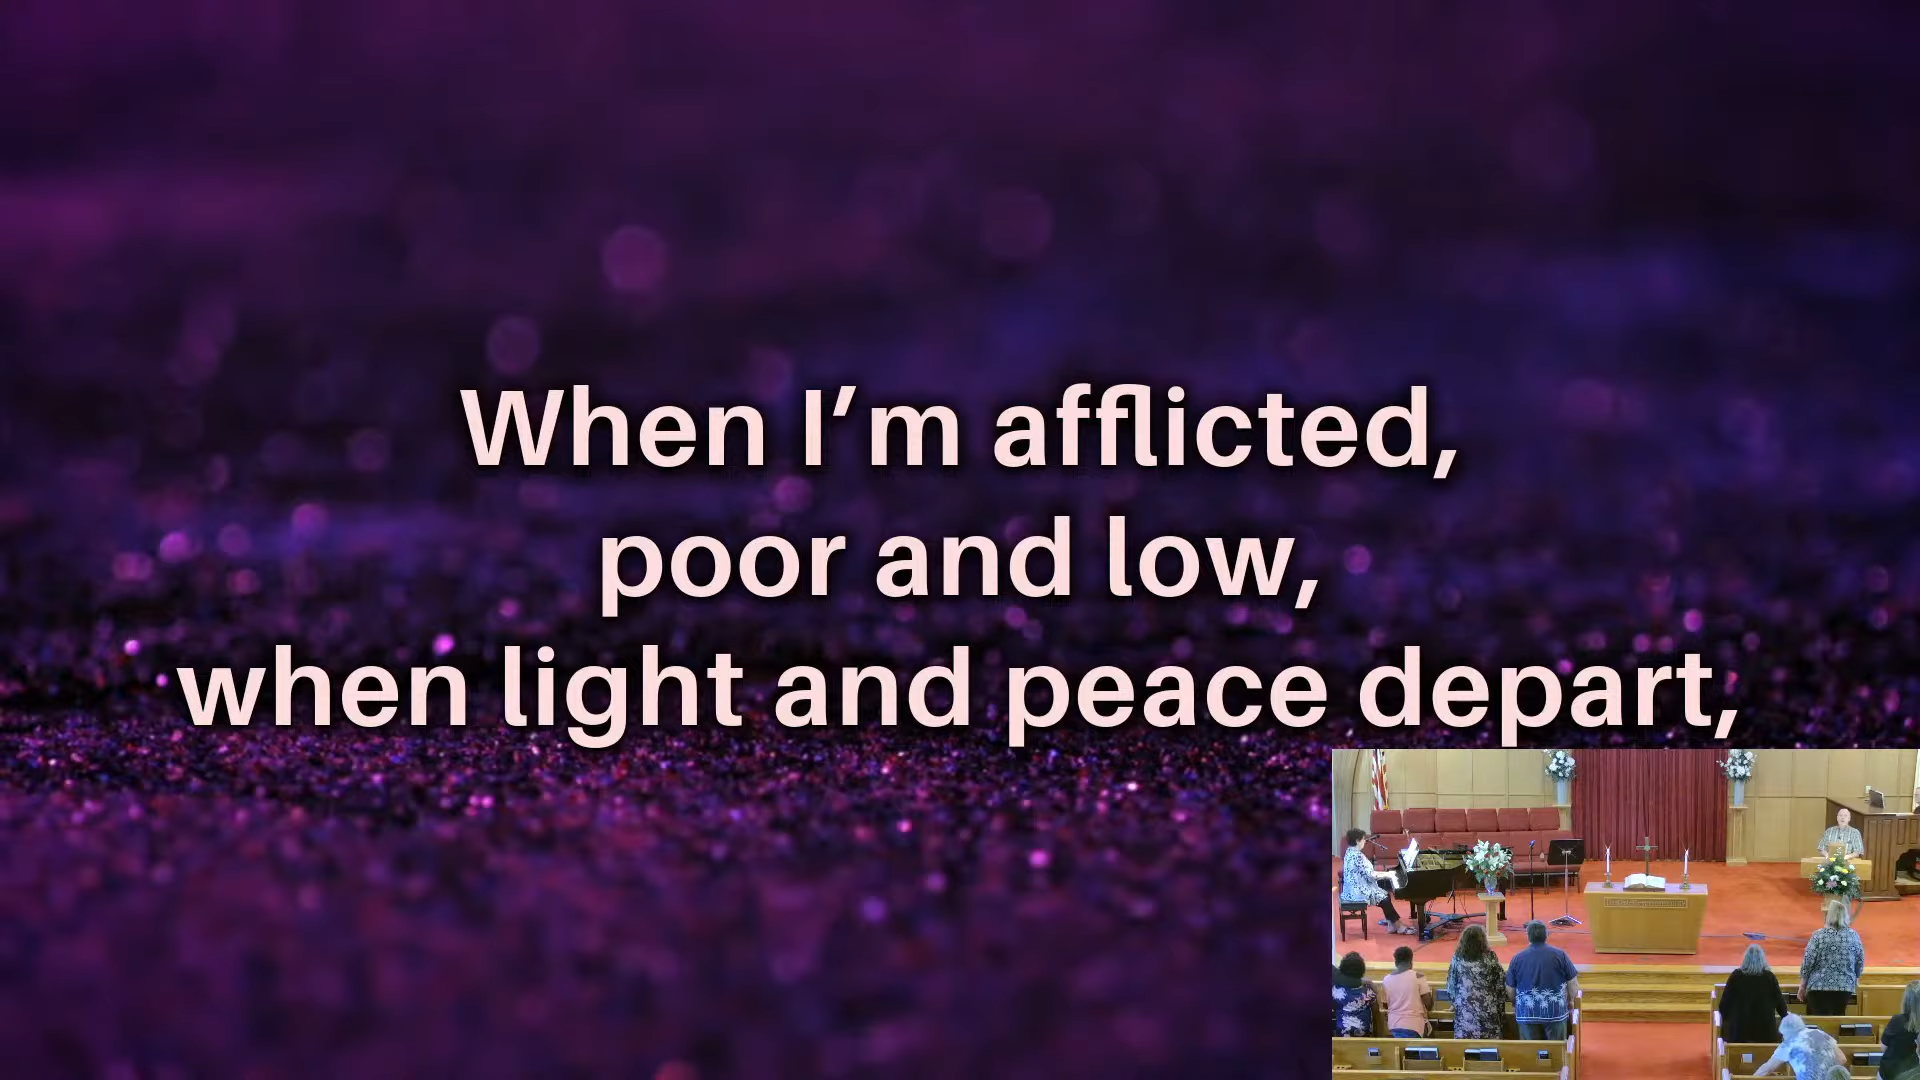 When I’m afflicted,
poor and low,
when light and peace depart,